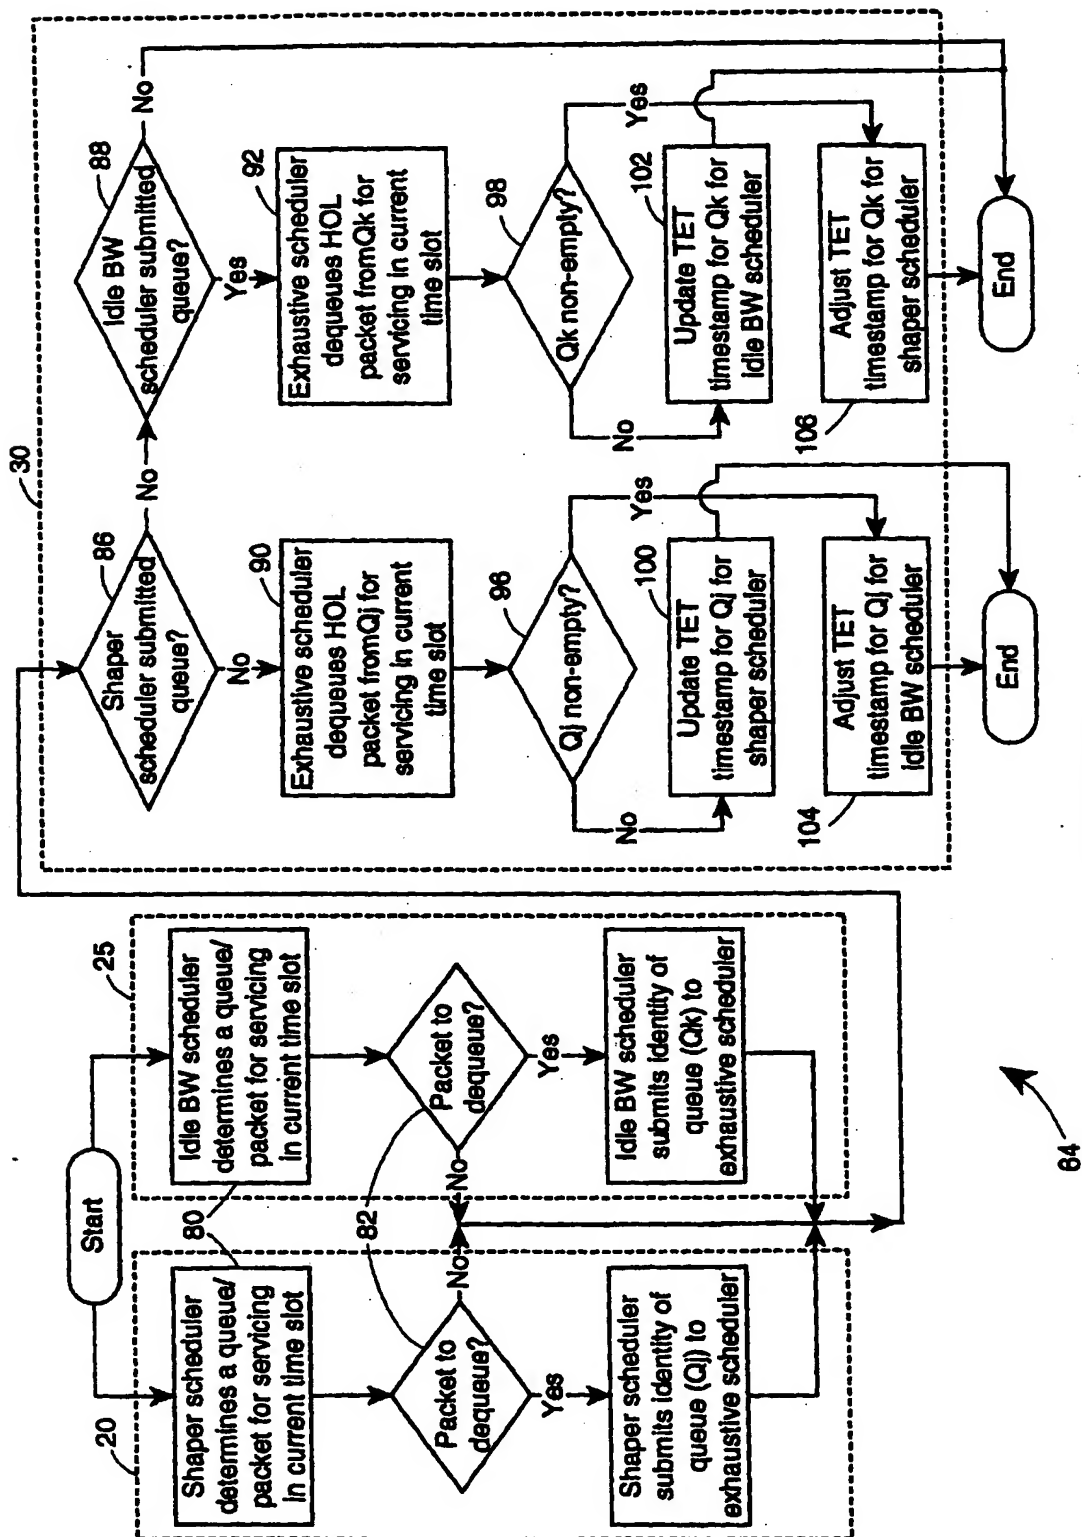 Start
20
Shaper scheduler
determines a queue/
packet for servicing
in current time slot
80
25
Idle BW scheduler
determines a queue/
packet for servicing
in current time slot
Packet to
dequeue?
No
Yes
82
Packet to
dequeue?
No
Yes
Shaper scheduler
submits identity of
queue (Qj) to
exhaustive scheduler
Idle BW scheduler
submits identity of
queue (Qk) to
exhaustive scheduler
30
Shaper
scheduler submitted
queue?
86
No
No
Idle BW
scheduler submitted
queue?
88
No
Yes
Exhaustive scheduler
dequeues HOL
packet fromQj for
servicing in current
time slot
90
Exhaustive scheduler
dequeues HOL
packet fromQk for
servicing in current
time slot
92
Qj non-empty?
96
No
Yes
Qk non-empty?
98
No
Yes
Update TET
timestamp for Qj for
shaper scheduler
100
Update TET
timestamp for Qk for
idle BW scheduler
102
Adjust TET
timestamp for Qj for
idle BW scheduler
104
Adjust TET
timestamp for Qk for
shaper scheduler
106
End
End
64